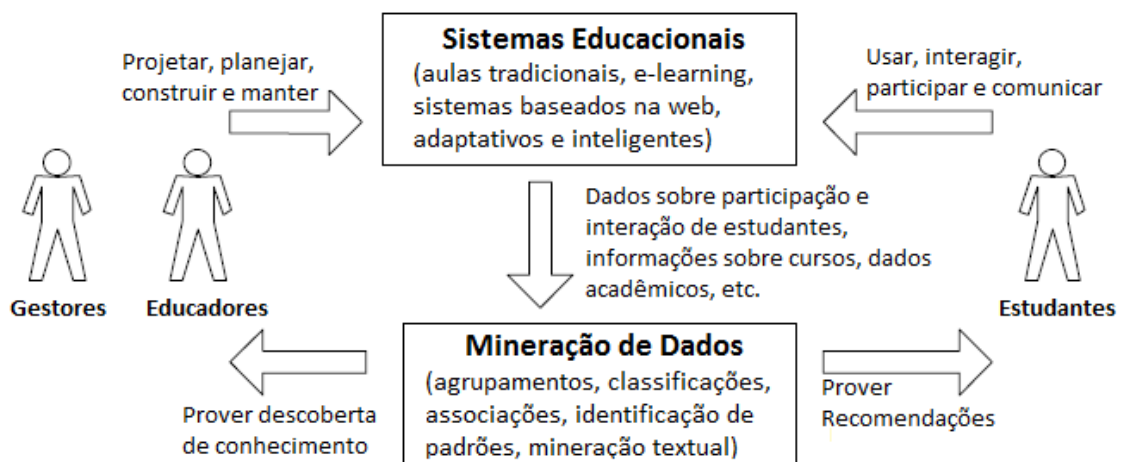 Sistemas Educacionais
(aulas tradicionais, e-learning,
sistemas baseados na web,
adaptativos e inteligentes)
Projetar, planejar,
construir e manter
Usar, interagir,
participar e comunicar
Dados sobre participação e
interação de estudantes,
informações sobre cursos, dados
acadêmicos, etc.
Gestores
Educadores
Estudantes
Mineração de Dados
(agrupamentos, classificações,
associações, identificação de
padrões, mineração textual)
Prover descoberta
de conhecimento
Prover
Recomendações